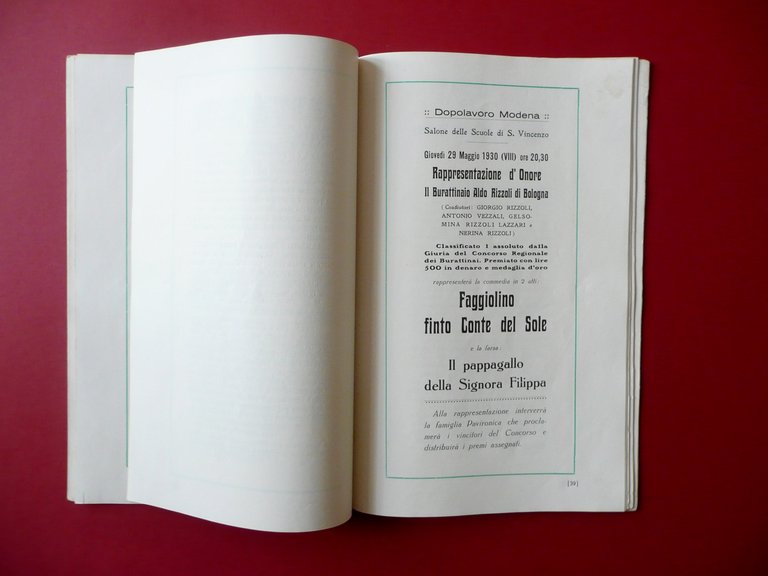 :: Dopolavoro Modena ::
Salone delle Scuole di S. Vincenzo
Giovedì 29 Maggio 1930 (VIII) ore 20,30
Rappresentazione d'Onore
Il Burattinaio Aldo Rizzoli di Bologna
(Coadiutori: GIORGIO RIZZOLI,
ANTONIO VEZZALI, GELSO-
MINA RIZZOLI LAZZARI e
NERINA RIZZOLI)
Classificato 1 assoluto dalla
Giuria del Concorso Regionale
dei Burattinai. Premiato con lire
500 in denaro e medaglia d'oro
rappresenterà la commedia in 2 atti:
Faggiolino
finto Conte del Sole
e la farsa:
Il pappagallo
della Signora Filippa
Alla rappresentazione interverrà
la famiglia Pavironica che procla-
merà i vincitori del Concorso e
distribuirà i premi assegnati.
[39]